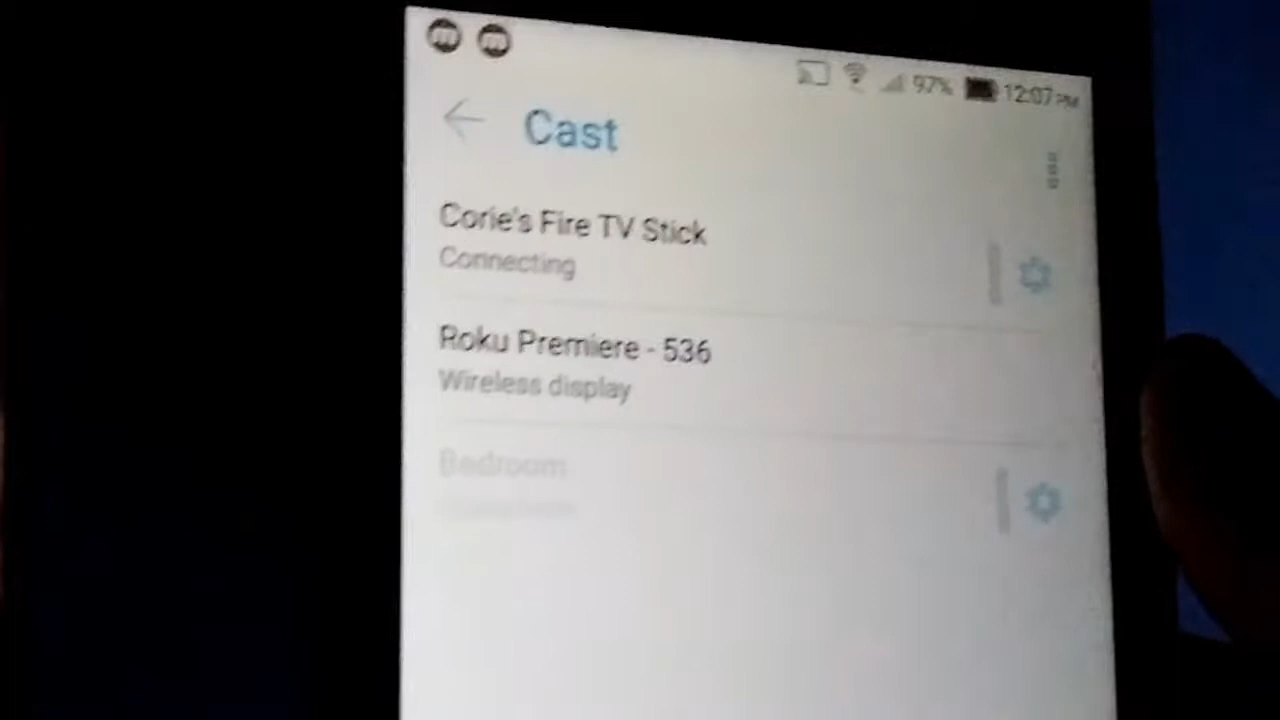 97% 12:07 PM
Cast
Corie's Fire TV Stick
Connecting
Roku Premiere - 536
Wireless display
Bedroom